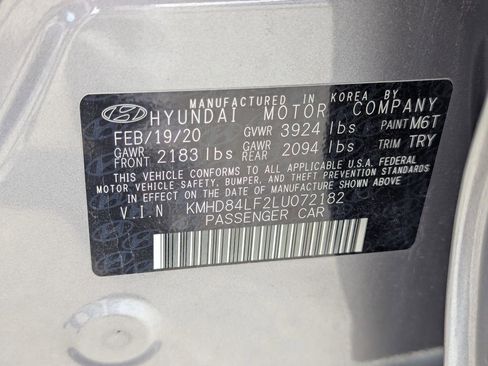 MANUFACTURED IN KOREA BY
HYUNDAI MOTOR COMPANY
FEB/19/20 GVWR 3924 lbs PAINT M6T
GAWR FRONT 2183 lbs GAWR REAR 2094 lbs TRIM TRY
THIS VEHICLE CONFORMS TO ALL APPLICABLE U.S.A. FEDERAL
MOTOR VEHICLE SAFETY, BUMPER, AND THEFT PREVENTION STANDARDS
IN EFFECT ON THE DATE OF MANUFACTURE SHOWN ABOVE
V.I.N KMHD84LF2LU072182
PASSENGER CAR